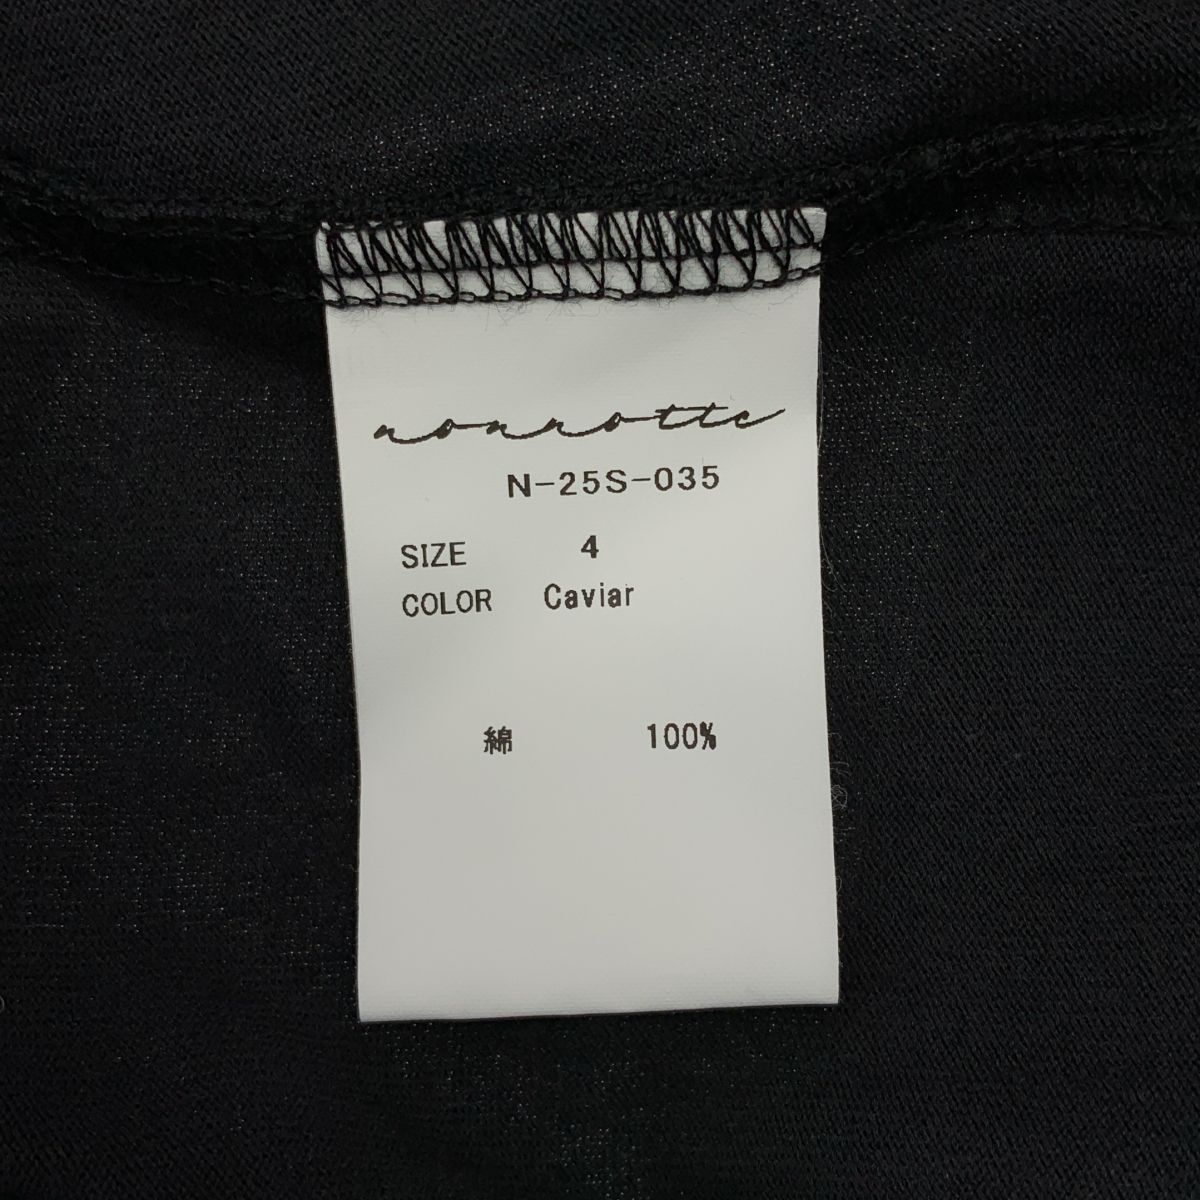 nonnotte
N-25S-035
SIZE 4
COLOR Caviar
綿 100%